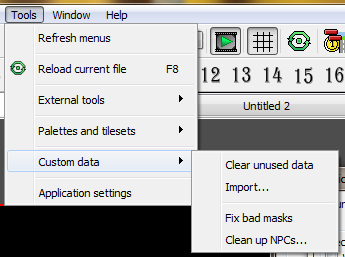 Tools Window Help
Refresh menus
Reload current file F8
12 13 14 15 16
External tools
Untitled 2
Palettes and tilesets
Custom data
Clear unused data
Import...
Application settings
Fix bad masks
Clean up NPCs...